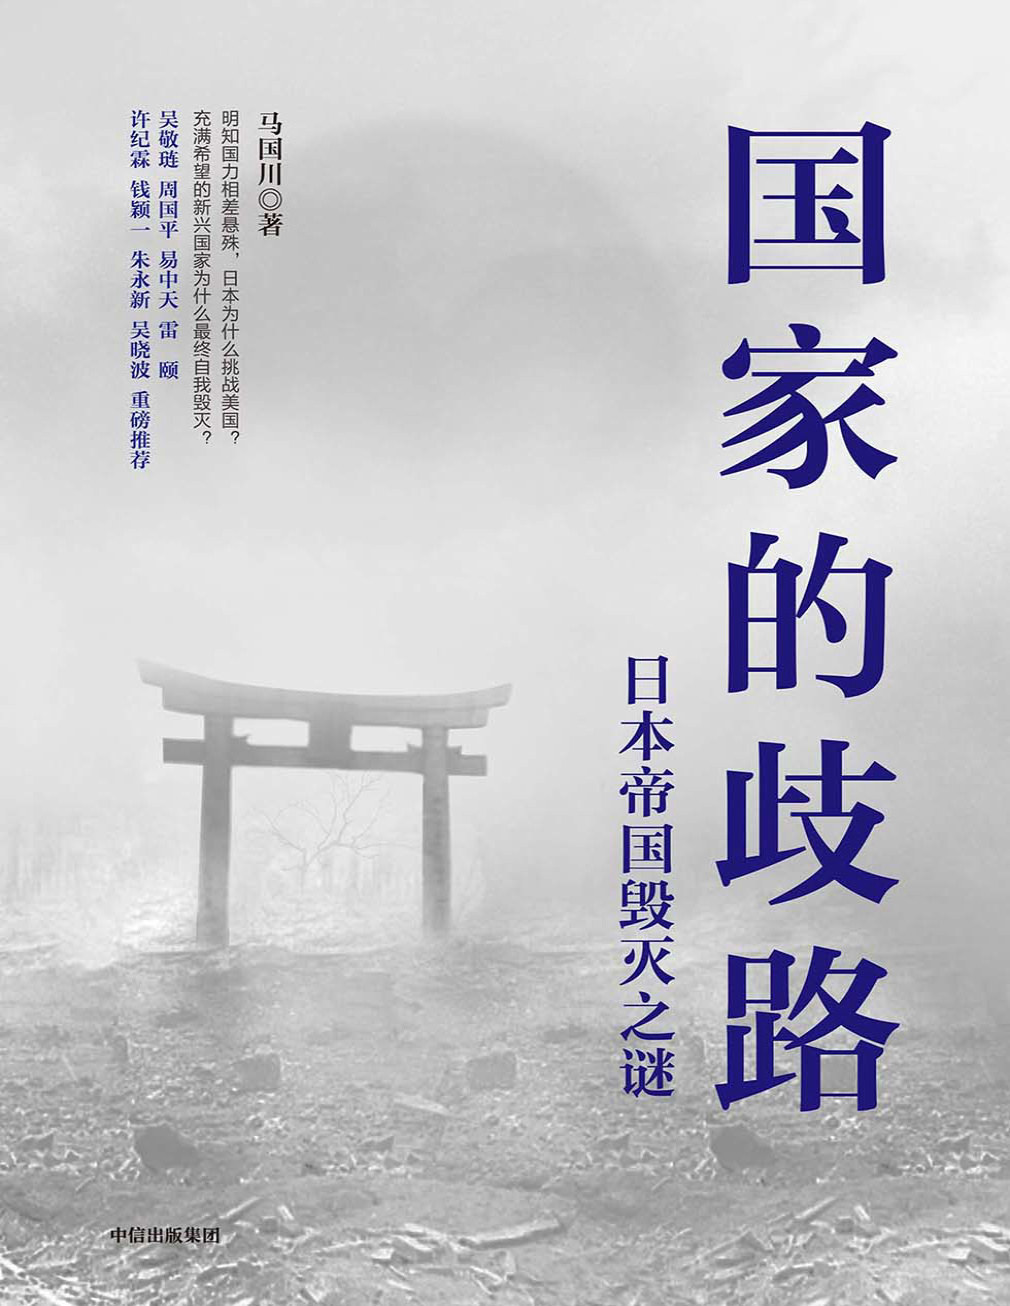 国家的歧路
日本帝国毁灭之谜
马国川◎著
明知国力相差悬殊，日本为什么挑战美国？
充满希望的新兴国家为什么最终自我毁灭？
吴敬琏 周国平 易中天 雷 颐
许纪霖 钱颖一 朱永新 吴晓波 重磅推荐
中信出版集团